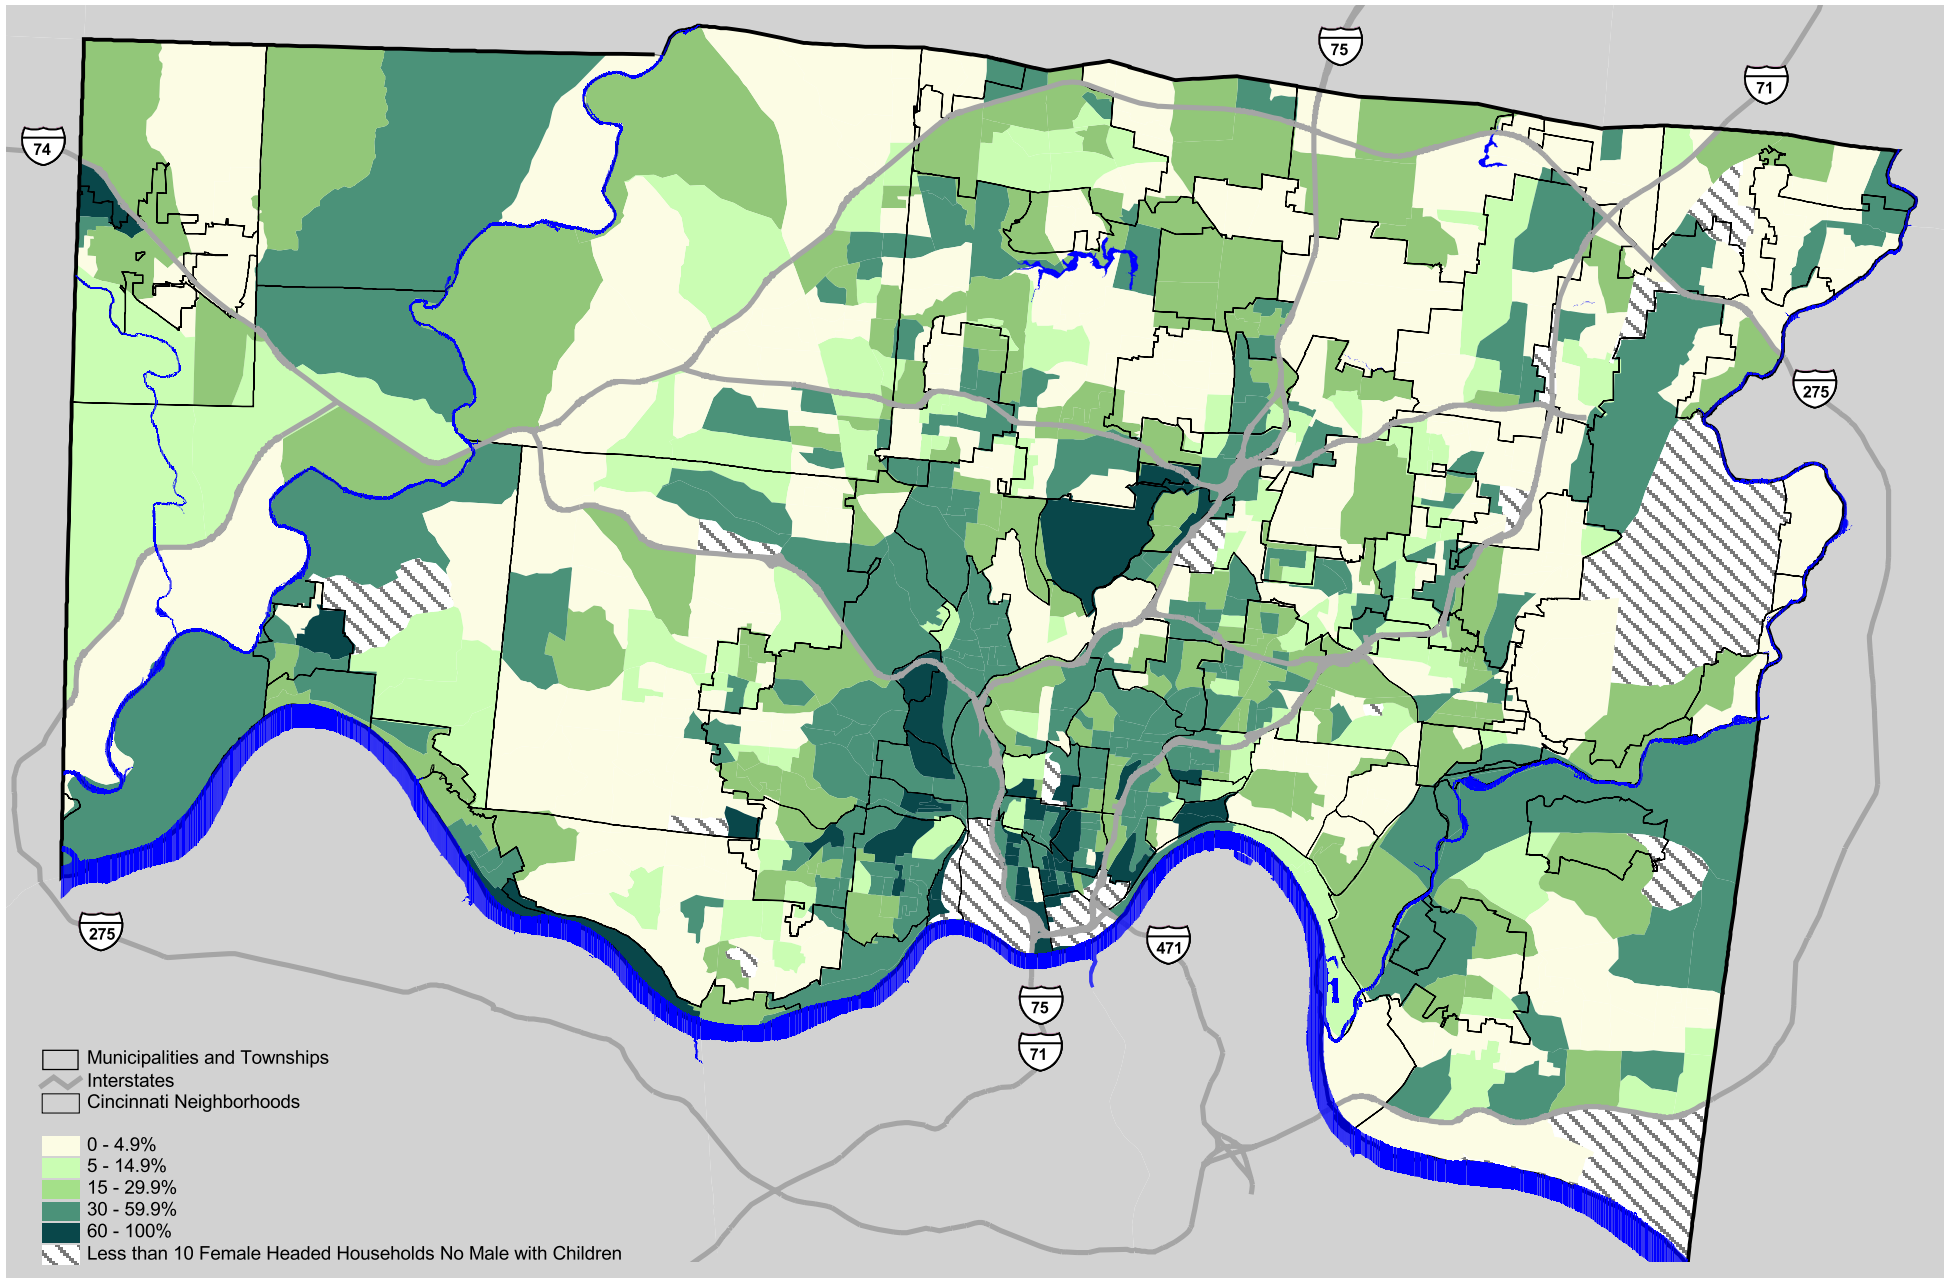 75
71
74
275
275
471
75
71
Municipalities and Townships
Interstates
Cincinnati Neighborhoods
0 - 4.9%
5 - 14.9%
15 - 29.9%
30 - 59.9%
60 - 100%
Less than 10 Female Headed Households No Male with Children